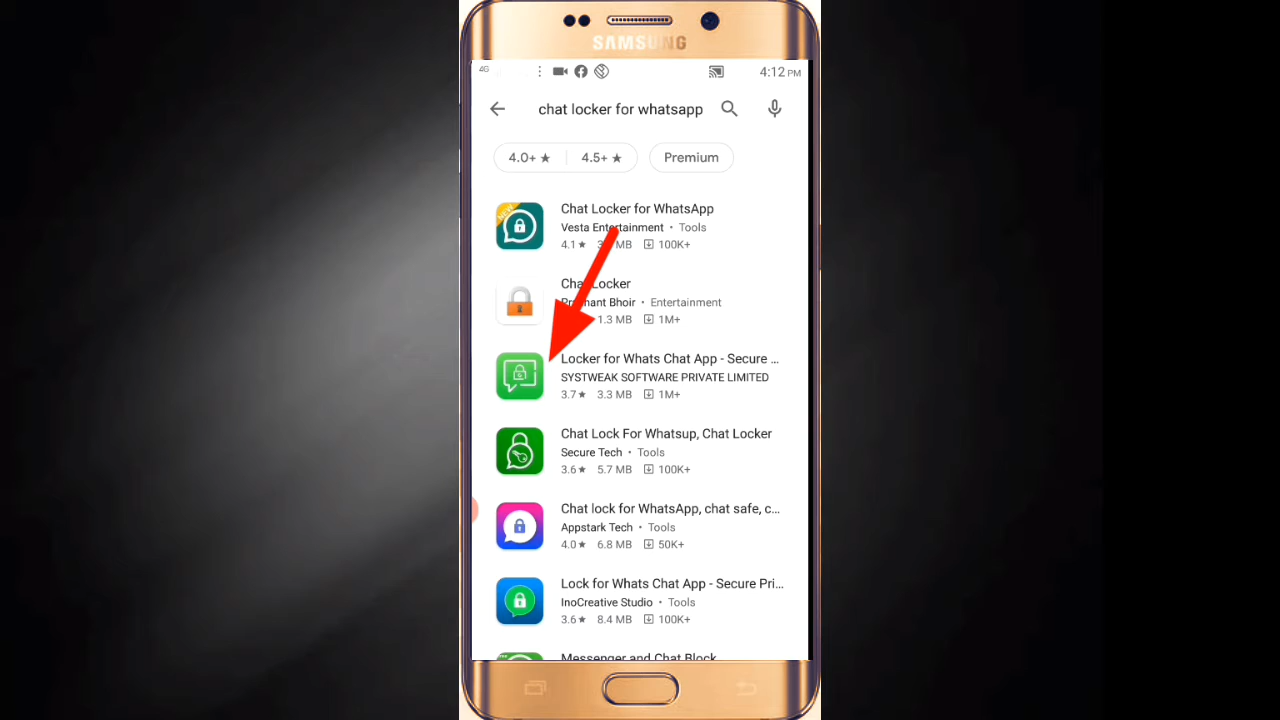 SAMSUNG
4G
4:12 PM
chat locker for whatsapp
4.0+ ★ 4.5+ ★ Premium
Chat Locker for WhatsApp
Vesta Entertainment • Tools
4.1 ★ MB 100K+
Chat Locker
Prashant Bhoir • Entertainment
1.3 MB 1M+
Locker for Whats Chat App - Secure ...
SYSTWEAK SOFTWARE PRIVATE LIMITED
3.7 ★ 3.3 MB 1M+
Chat Lock For Whatsup, Chat Locker
Secure Tech • Tools
3.6 ★ 5.7 MB 100K+
Chat lock for WhatsApp, chat safe, c...
Appstark Tech • Tools
4.0 ★ 6.8 MB 50K+
Lock for Whats Chat App - Secure Pri...
InoCreative Studio • Tools
3.6 ★ 8.4 MB 100K+
Messenger and Chat Block